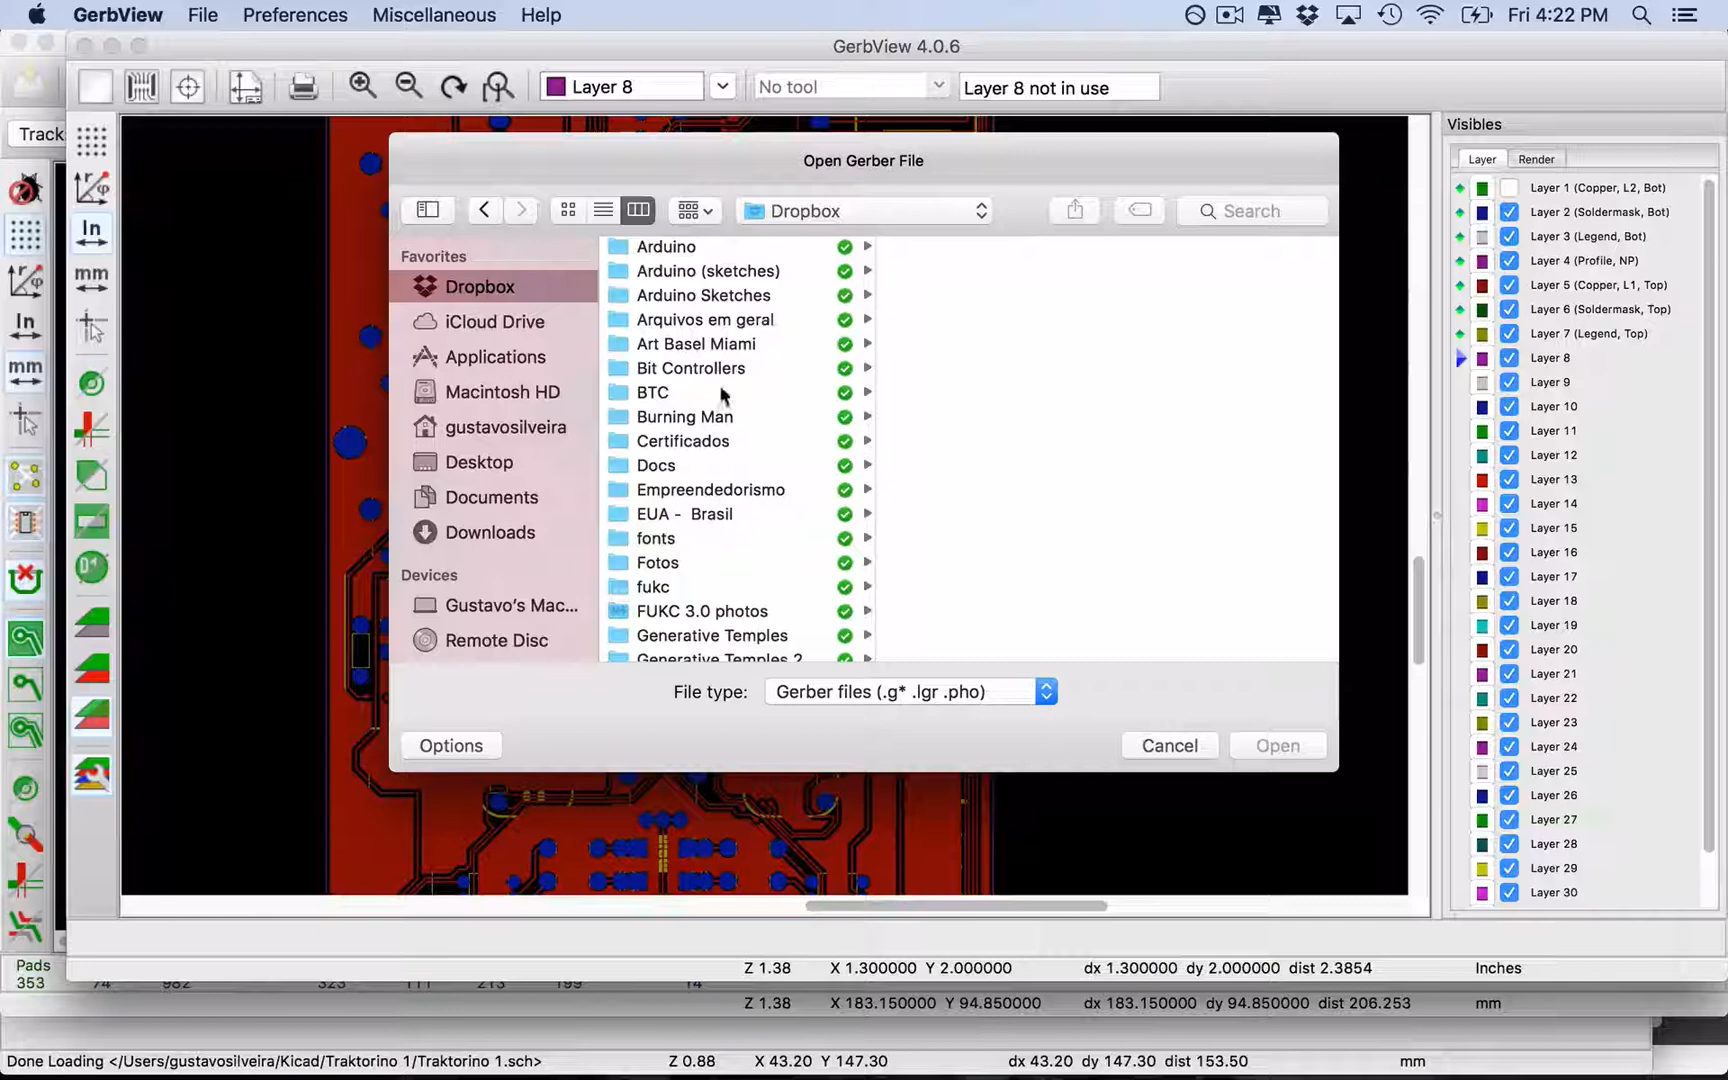 GerbView File Preferences Miscellaneous Help Fri 4:22 PM
GerbView 4.0.6
Layer 8 No tool Layer 8 not in use
Track
In
mm
In
mm
Pads
353
Open Gerber File
Dropbox Search
Favorites
Dropbox
iCloud Drive
Applications
Macintosh HD
gustavosilveira
Desktop
Documents
Downloads
Devices
Gustavo's Mac...
Remote Disc
Arduino
Arduino (sketches)
Arduino Sketches
Arquivos em geral
Art Basel Miami
Bit Controllers
BTC
Burning Man
Certificados
Docs
Empreendedorismo
EUA - Brasil
fonts
Fotos
fukc
FUKC 3.0 photos
Generative Temples
Generative Temples 2
File type: Gerber files (.g* .lgr .pho)
Options Cancel Open
Visibles
Layer Render
Layer 1 (Copper, L2, Bot)
Layer 2 (Soldermask, Bot)
Layer 3 (Legend, Bot)
Layer 4 (Profile, NP)
Layer 5 (Copper, L1, Top)
Layer 6 (Soldermask, Top)
Layer 7 (Legend, Top)
Layer 8
Layer 9
Layer 10
Layer 11
Layer 12
Layer 13
Layer 14
Layer 15
Layer 16
Layer 17
Layer 18
Layer 19
Layer 20
Layer 21
Layer 22
Layer 23
Layer 24
Layer 25
Layer 26
Layer 27
Layer 28
Layer 29
Layer 30
Z 1.38 X 1.300000 Y 2.000000 dx 1.300000 dy 2.000000 dist 2.3854 Inches
Z 1.38 X 183.150000 Y 94.850000 dx 183.150000 dy 94.850000 dist 206.253 mm
Done Loading </Users/gustavosilveira/Kicad/Traktorino 1/Traktorino 1.sch> Z 0.88 X 43.20 Y 147.30 dx 43.20 dy 147.30 dist 153.50 mm